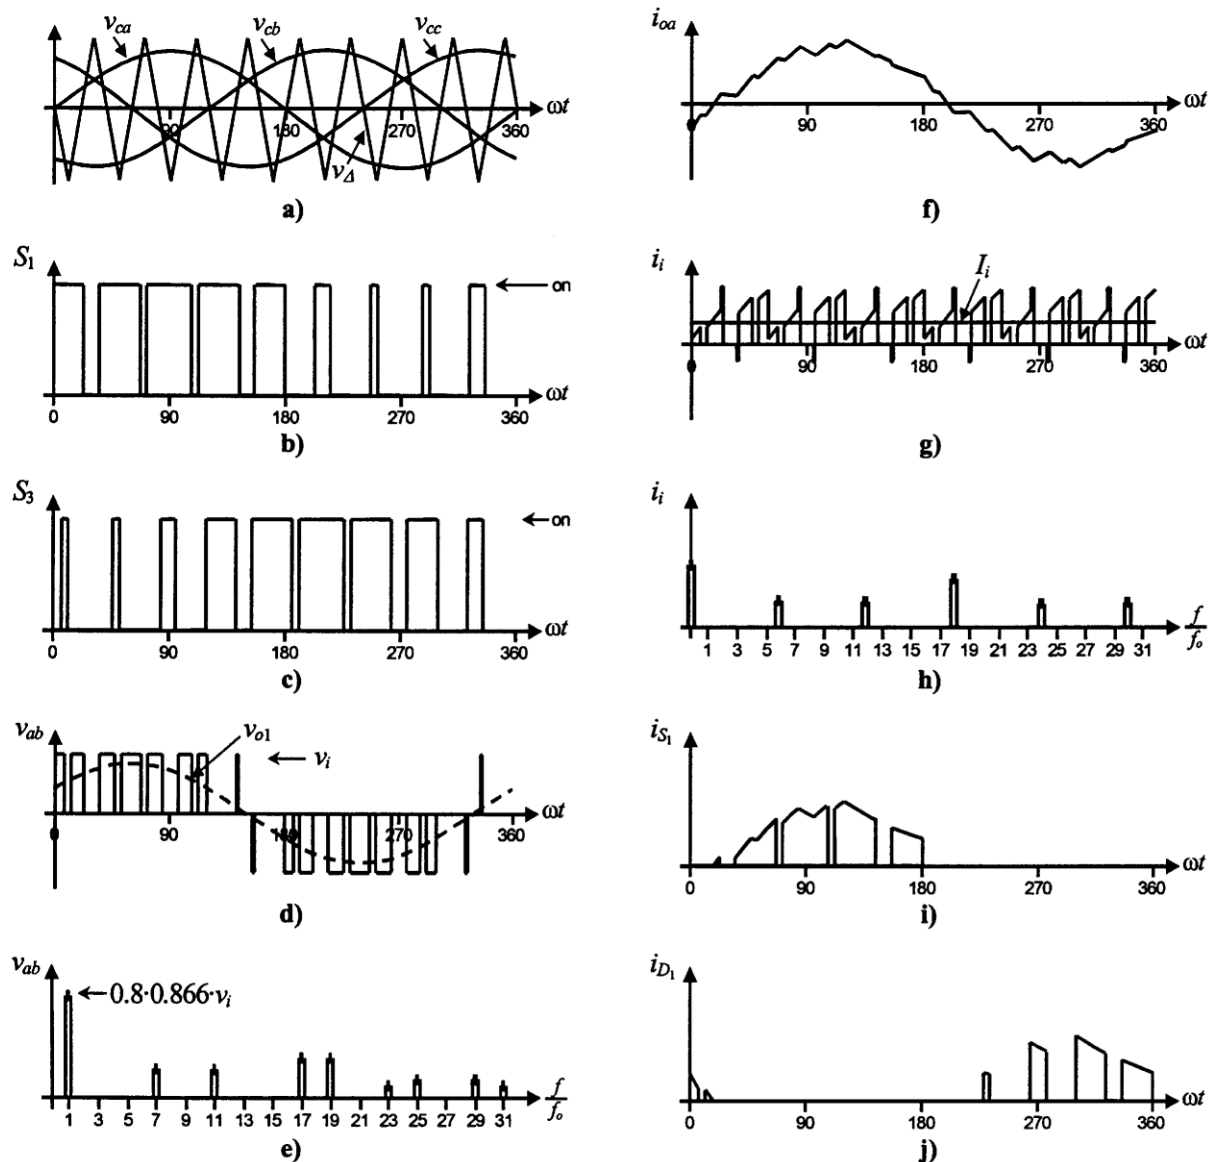 v_ca v_cb v_cc
ωt
90 180 270 360
v_Δ
a)
S_1
on
ωt
0 90 180 270 360
b)
S_3
on
ωt
0 90 180 270 360
c)
v_ab v_o1
v_i
ωt
0 90 180 270 360
d)
v_ab
0.8·0.866·v_i
f/f_o
1 3 5 7 9 11 13 15 17 19 21 23 25 27 29 31
e)
i_oa
ωt
0 90 180 270 360
f)
i_i I_i
ωt
0 90 180 270 360
g)
i_i
f/f_o
1 3 5 7 9 11 13 15 17 19 21 23 25 27 29 31
h)
i_S1
ωt
0 90 180 270 360
i)
i_D1
ωt
0 90 180 270 360
j)